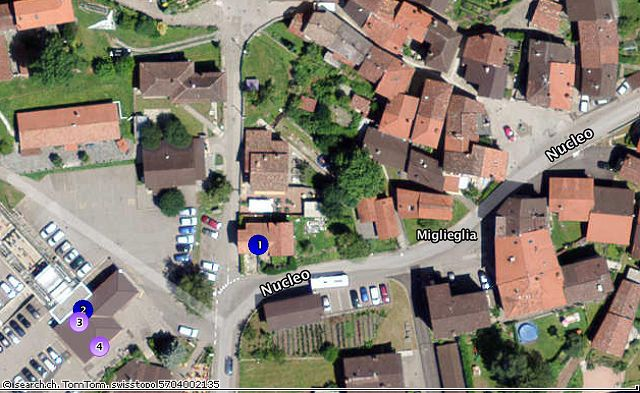 Nucleo
Miglieglia
1
Nucleo
2
3
4
© search.ch, TomTom, swisstopo 5704002135